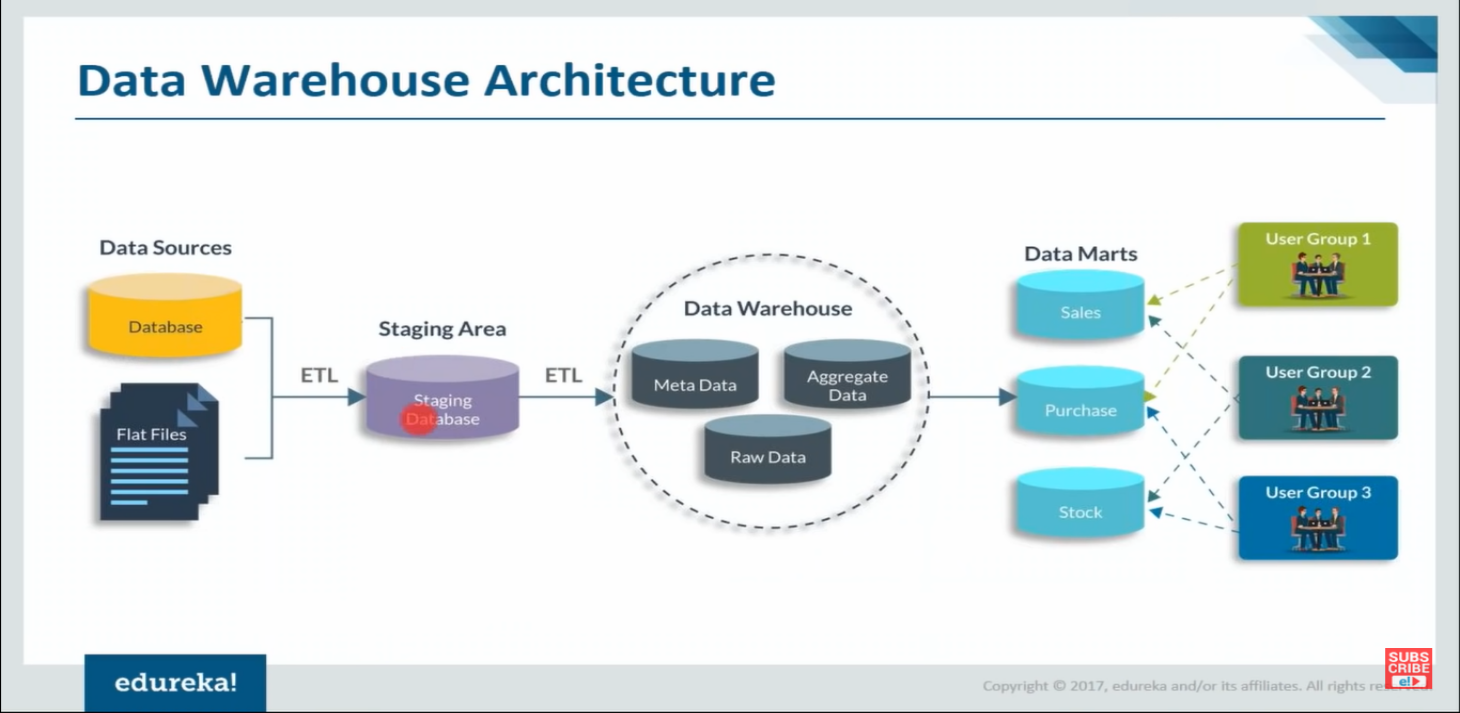 Data Warehouse Architecture
Data Sources
Database
Flat Files
ETL
Staging Area
Staging
Database
ETL
Data Warehouse
Meta Data
Aggregate
Data
Raw Data
Data Marts
Sales
Purchase
Stock
User Group 1
User Group 2
User Group 3
edureka!
Copyright © 2017, edureka and/or its affiliates. All rights
SUBS
CRIBE
e!